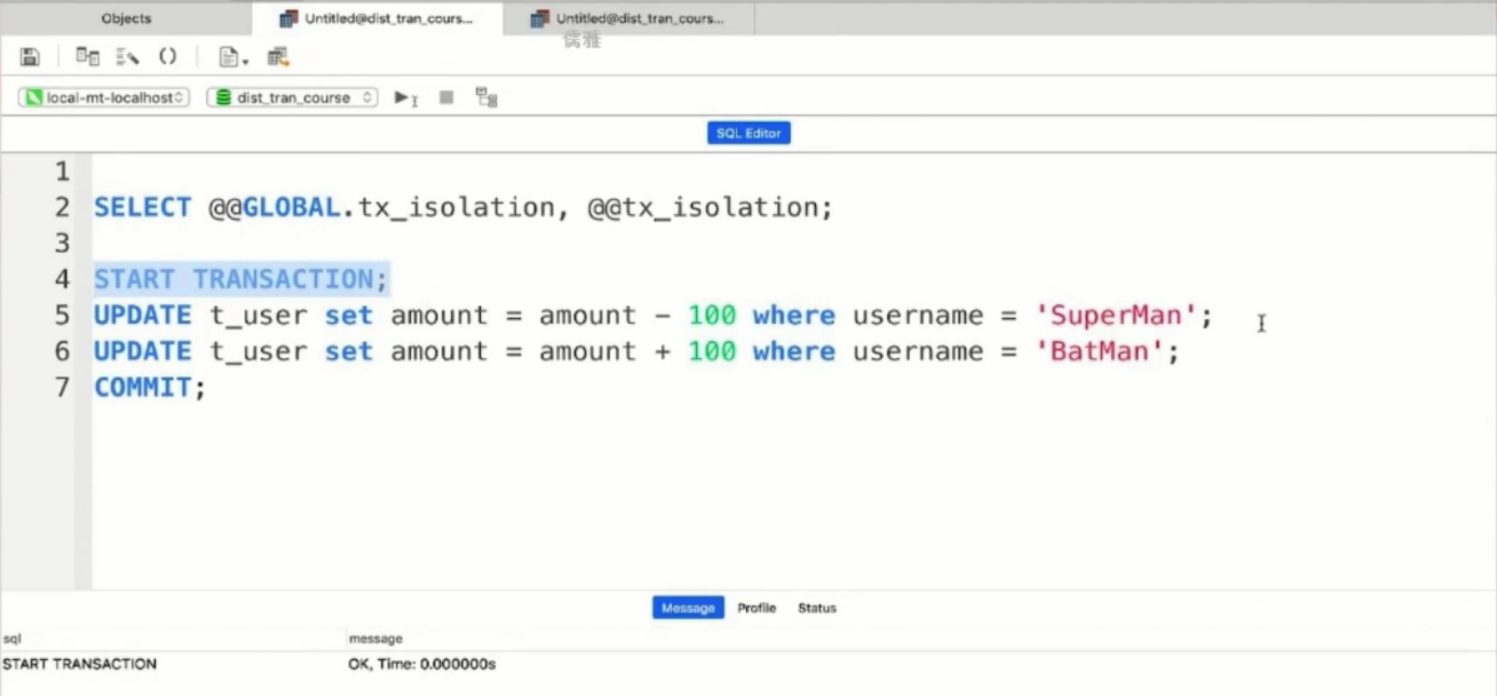 Objects
Untitled@dist_tran_cours...
Untitled@dist_tran_cours...
儒雅
local-mt-localhost
dist_tran_course
SQL Editor
1
2 SELECT @@GLOBAL.tx_isolation, @@tx_isolation;
3
4 START TRANSACTION;
5 UPDATE t_user set amount = amount - 100 where username = 'SuperMan';
6 UPDATE t_user set amount = amount + 100 where username = 'BatMan';
7 COMMIT;
Message Profile Status
sql message
START TRANSACTION OK, Time: 0.000000s